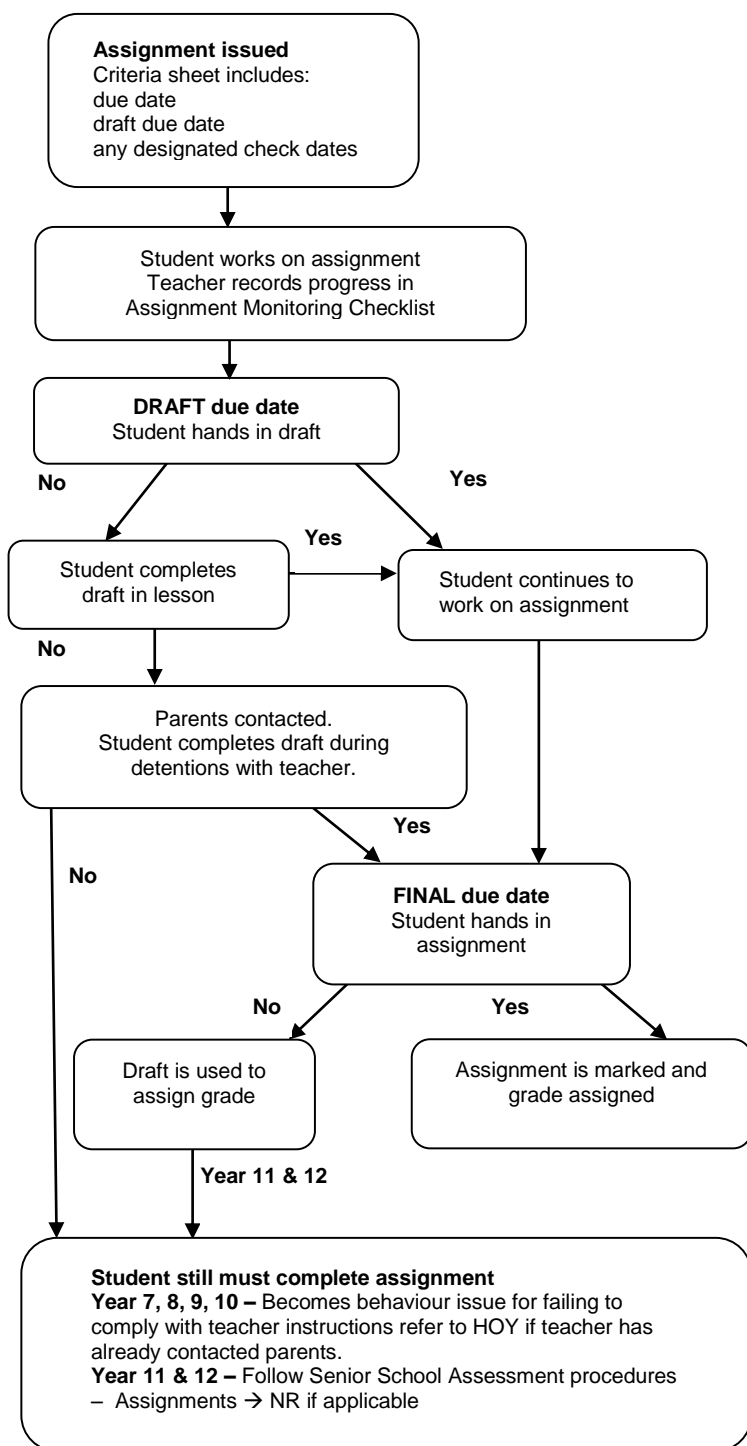 Assignment issued
Criteria sheet includes:
due date
draft due date
any designated check dates
Student works on assignment
Teacher records progress in
Assignment Monitoring Checklist
DRAFT due date
Student hands in draft
No
Yes
Student completes
draft in lesson
Yes
Student continues to
work on assignment
No
Parents contacted.
Student completes draft during
detentions with teacher.
Yes
No
FINAL due date
Student hands in
assignment
No
Yes
Draft is used to
assign grade
Assignment is marked and
grade assigned
Year 11 & 12
Student still must complete assignment
Year 7, 8, 9, 10 – Becomes behaviour issue for failing to
comply with teacher instructions refer to HOY if teacher has
already contacted parents.
Year 11 & 12 – Follow Senior School Assessment procedures
– Assignments → NR if applicable